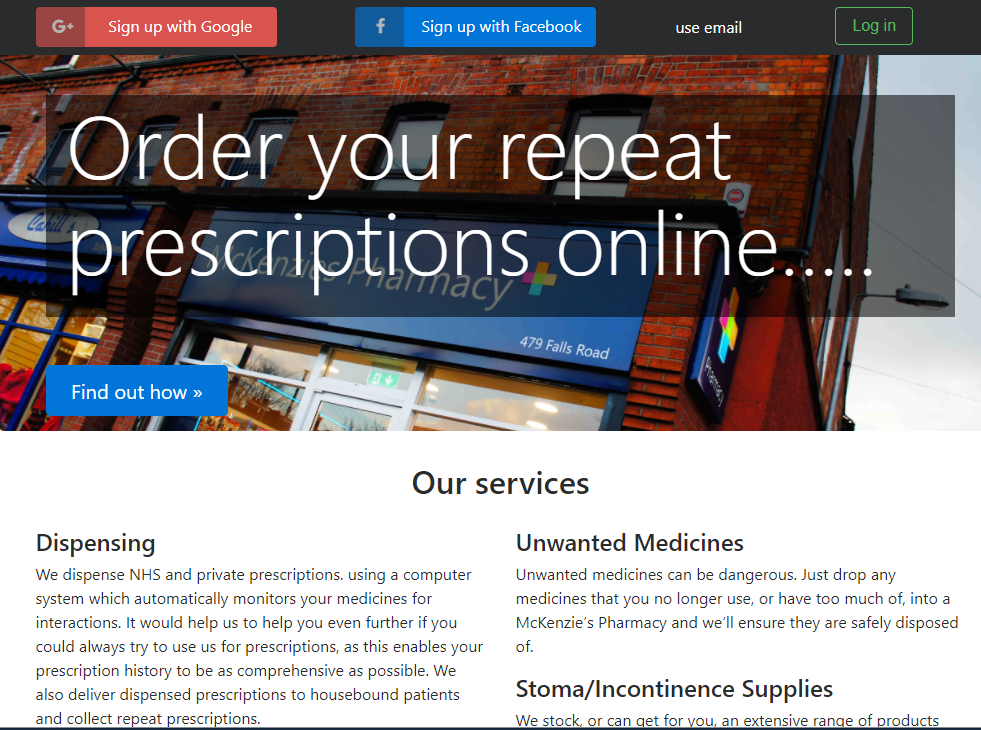 G+ Sign up with Google
f Sign up with Facebook
use email
Log in
Order your repeat
prescriptions online.....
Cahill's
McKenzies Pharmacy
479 Falls Road
Pharmacy
Find out how »
Our services
Dispensing
We dispense NHS and private prescriptions. using a computer
system which automatically monitors your medicines for
interactions. It would help us to help you even further if you
could always try to use us for prescriptions, as this enables your
prescription history to be as comprehensive as possible. We
also deliver dispensed prescriptions to housebound patients
and collect repeat prescriptions.
Unwanted Medicines
Unwanted medicines can be dangerous. Just drop any
medicines that you no longer use, or have too much of, into a
McKenzie’s Pharmacy and we’ll ensure they are safely disposed
of.
Stoma/Incontinence Supplies
We stock, or can get for you, an extensive range of products